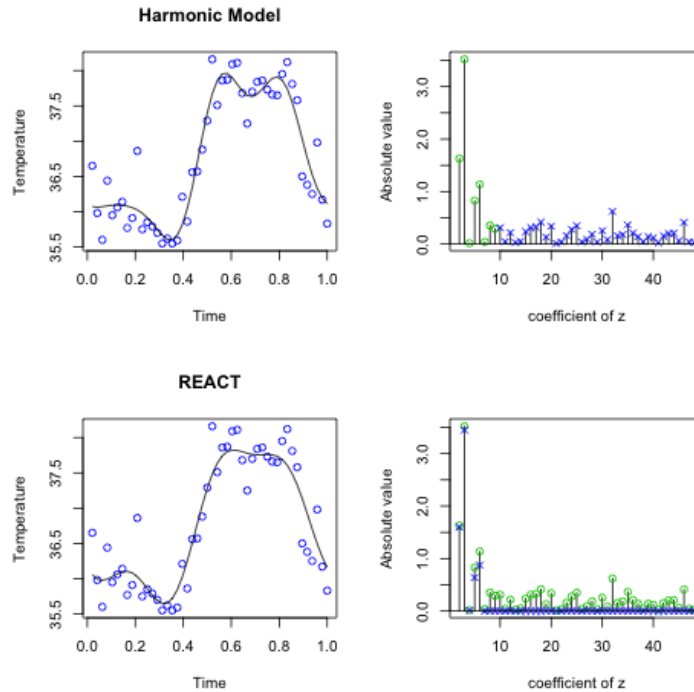 Harmonic Model
Temperature
35.5 36.5 37.5
0.0 0.2 0.4 0.6 0.8 1.0
Time
Absolute value
0.0 1.0 2.0 3.0
10 20 30 40
coefficient of z
REACT
Temperature
35.5 36.5 37.5
0.0 0.2 0.4 0.6 0.8 1.0
Time
Absolute value
0.0 1.0 2.0 3.0
10 20 30 40
coefficient of z